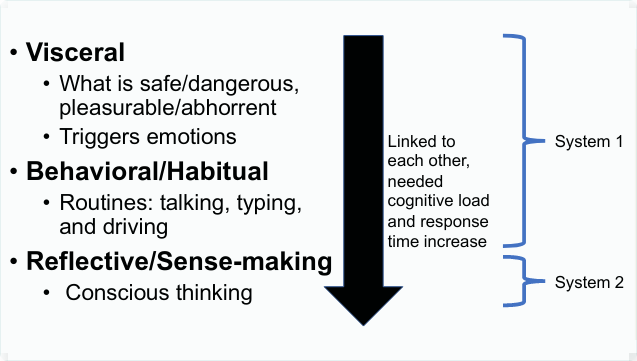 • Visceral
• What is safe/dangerous,
pleasurable/abhorrent
• Triggers emotions
• Behavioral/Habitual
• Routines: talking, typing,
and driving
• Reflective/Sense-making
• Conscious thinking
Linked to
each other,
needed
cognitive load
and response
time increase
System 1
System 2